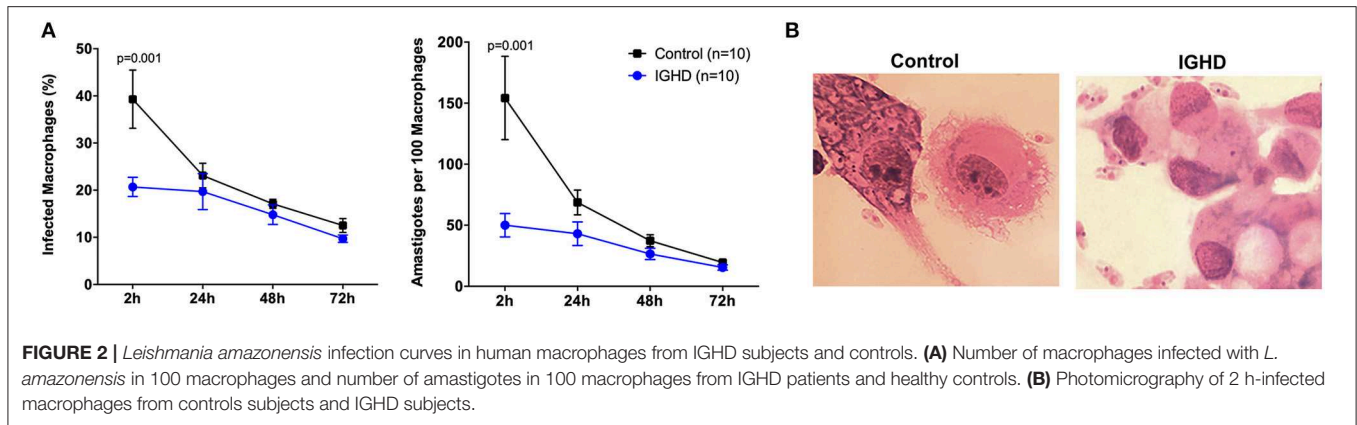 A
B
Infected Macrophages (%)
p=0.001
50
40
30
20
10
0
2h 24h 48h 72h
Amastigotes per 100 Macrophages
p=0.001
200
150
100
50
0
2h 24h 48h 72h
Control (n=10)
IGHD (n=10)
Control
IGHD
FIGURE 2 | Leishmania amazonensis infection curves in human macrophages from IGHD subjects and controls. (A) Number of macrophages infected with L.
amazonensis in 100 macrophages and number of amastigotes in 100 macrophages from IGHD patients and healthy controls. (B) Photomicrography of 2 h-infected
macrophages from controls subjects and IGHD subjects.